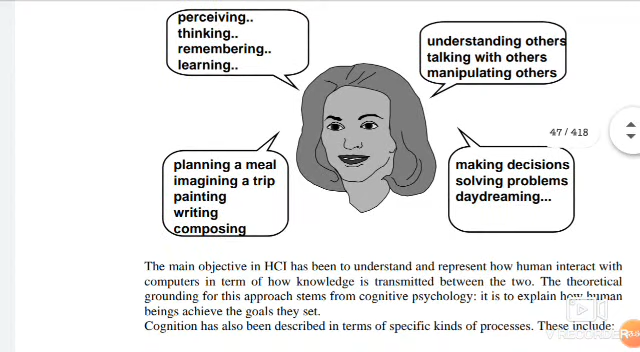 perceiving..
thinking..
remembering..
learning..
understanding others
talking with others
manipulating others
47 / 418
planning a meal
imagining a trip
painting
writing
composing
making decisions
solving problems
daydreaming...
The main objective in HCI has been to understand and represent how human interact with
computers in term of how knowledge is transmitted between the two. The theoretical
grounding for this approach stems from cognitive psychology: it is to explain how human
beings achieve the goals they set.
Cognition has also been described in terms of specific kinds of processes. These include: